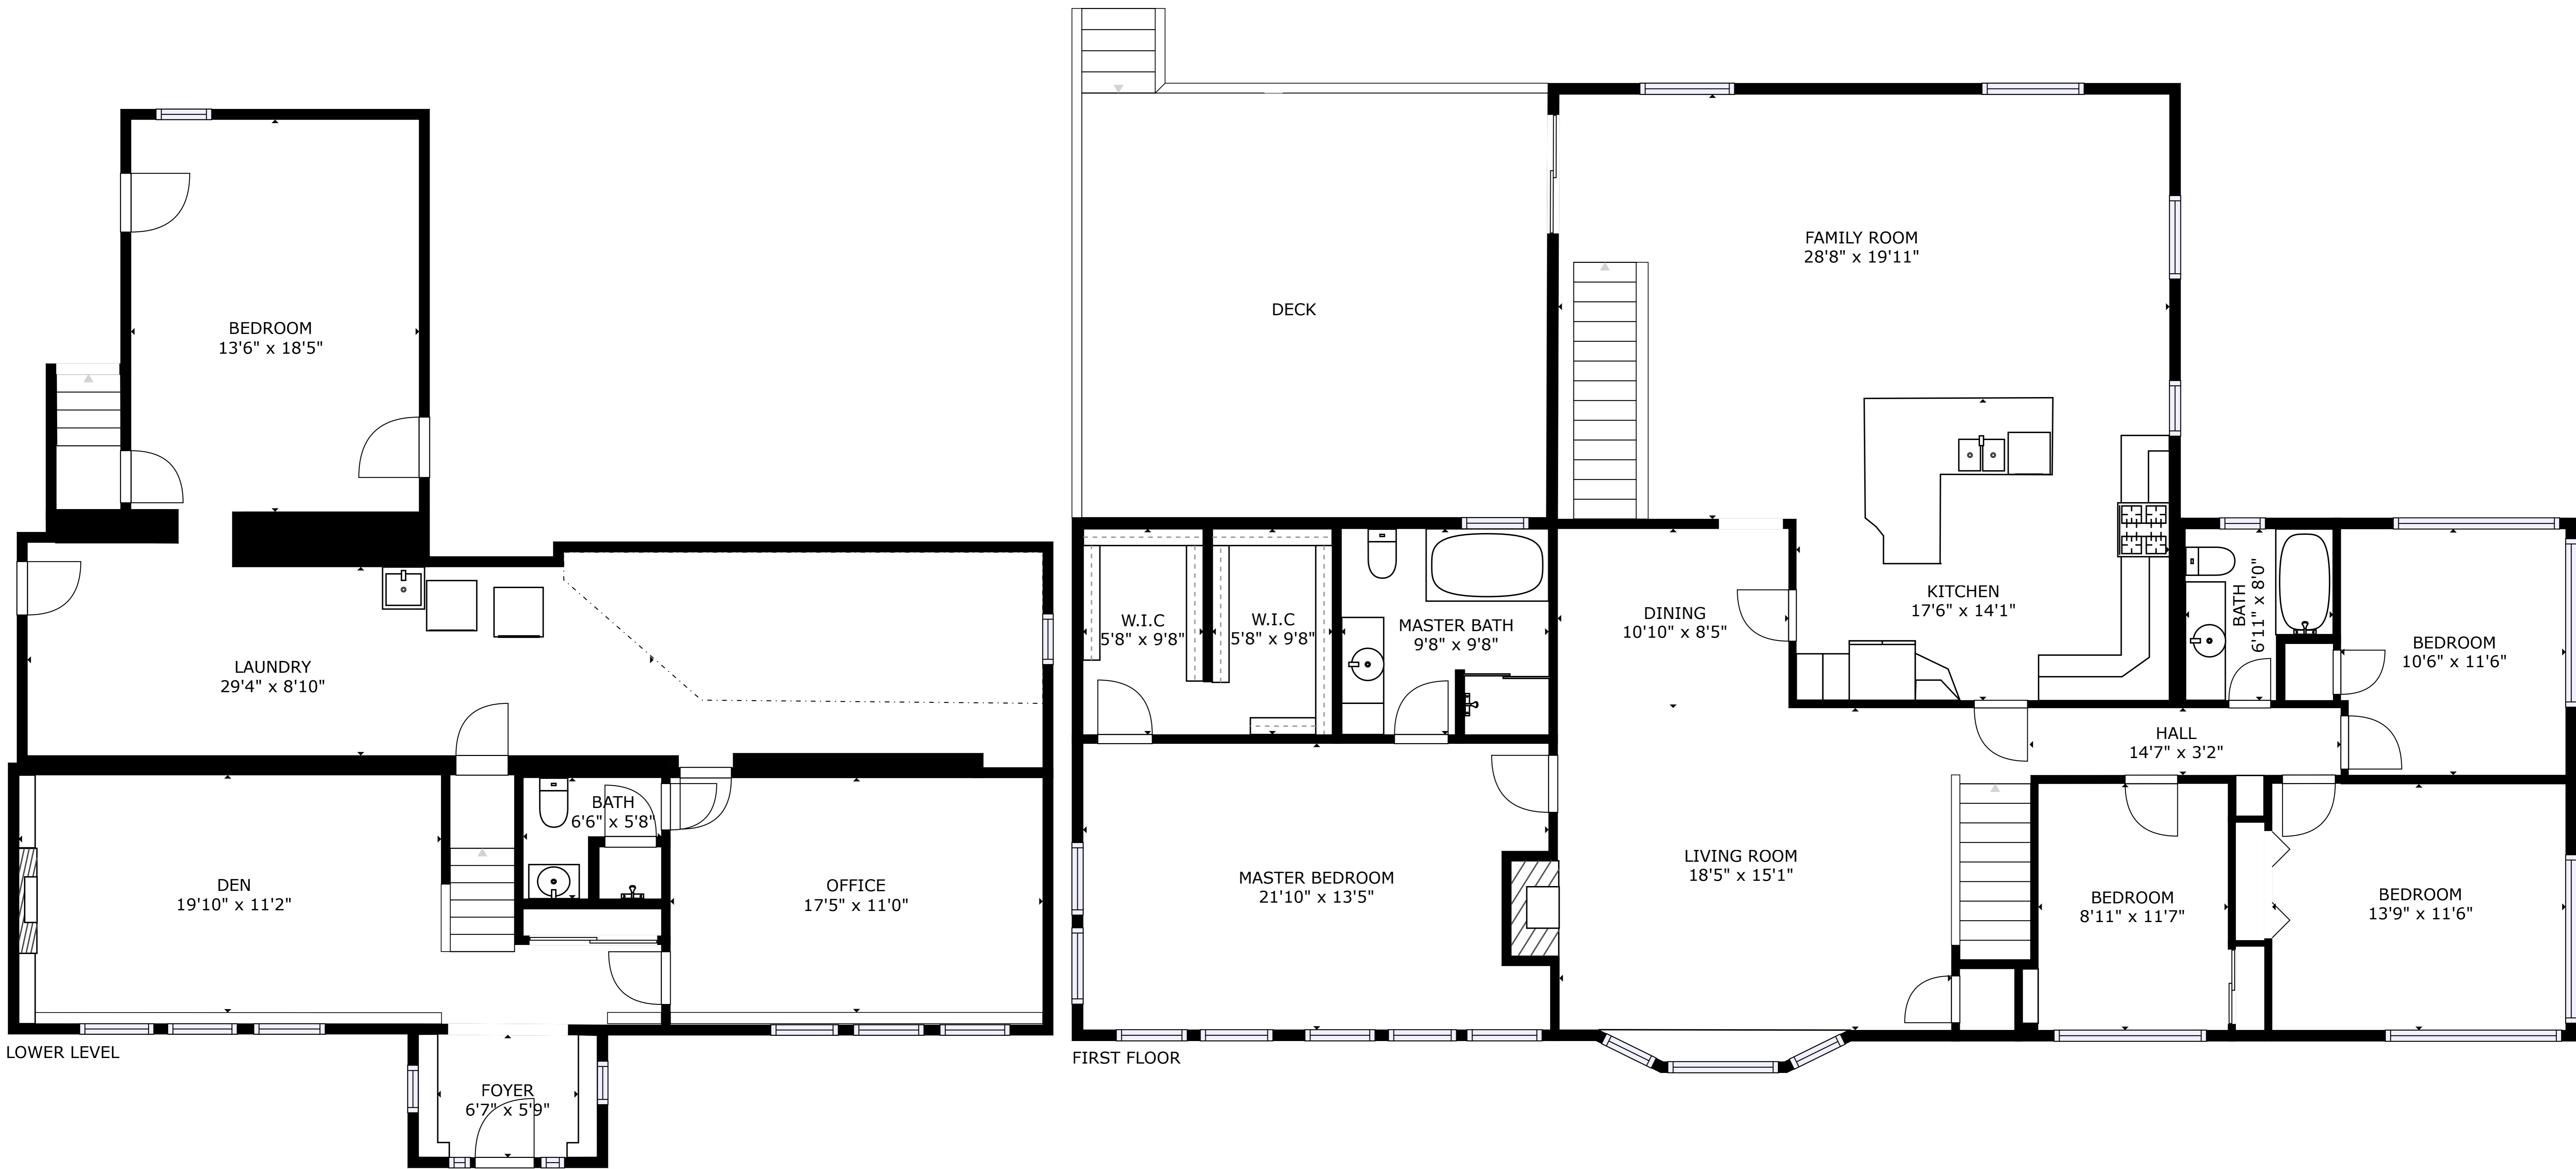 BEDROOM
13'6" x 18'5"
LAUNDRY
29'4" x 8'10"
DEN
19'10" x 11'2"
BATH
6'6" x 5'8"
OFFICE
17'5" x 11'0"
FOYER
6'7" x 5'9"
LOWER LEVEL
DECK
FAMILY ROOM
28'8" x 19'11"
W.I.C
5'8" x 9'8"
W.I.C
5'8" x 9'8"
MASTER BATH
9'8" x 9'8"
DINING
10'10" x 8'5"
KITCHEN
17'6" x 14'1"
BATH
6'11" x 8'0"
BEDROOM
10'6" x 11'6"
HALL
14'7" x 3'2"
MASTER BEDROOM
21'10" x 13'5"
LIVING ROOM
18'5" x 15'1"
BEDROOM
8'11" x 11'7"
BEDROOM
13'9" x 11'6"
FIRST FLOOR